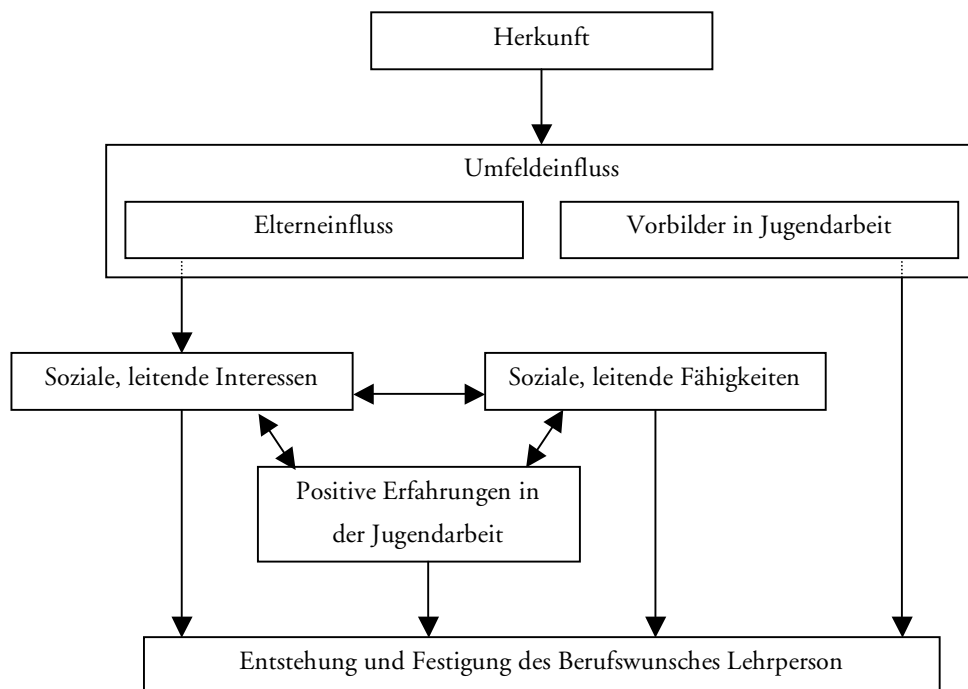 Herkunft
Umfeldeinfluss
Elterneinfluss
Vorbilder in Jugendarbeit
Soziale, leitende Interessen
Soziale, leitende Fähigkeiten
Positive Erfahrungen in
der Jugendarbeit
Entstehung und Festigung des Berufswunsches Lehrperson